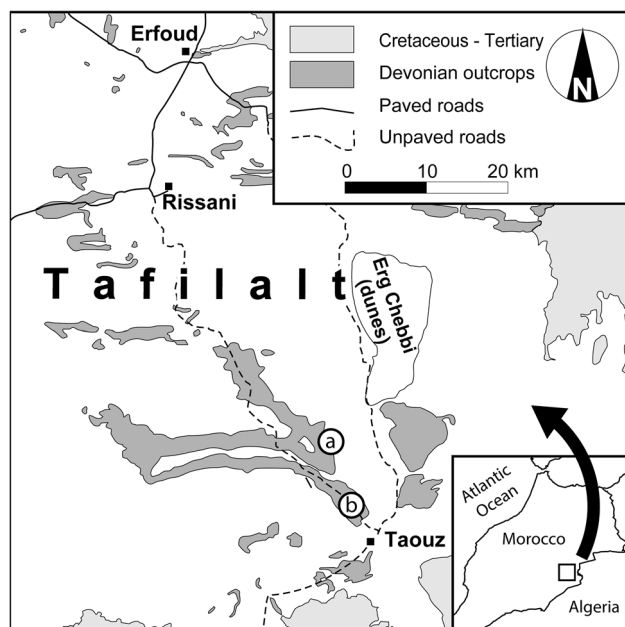 Erfoud
Cretaceous - Tertiary
Devonian outcrops
Paved roads
Unpaved roads
N
0 10 20 km
Rissani
Tafilalt
Erg Chebbi
(dunes)
a
b
Taouz
Atlantic
Ocean
Morocco
Algeria